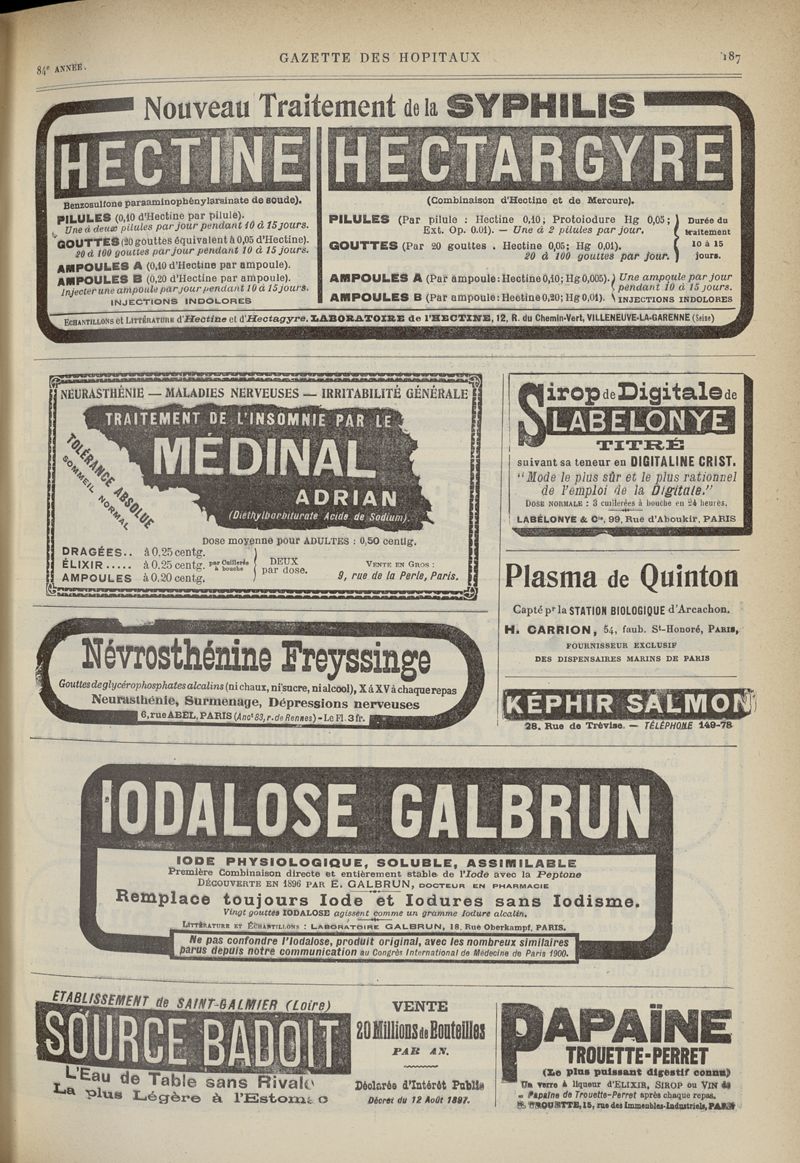 84e ANNÉE.
GAZETTE DES HOPITAUX
187
Nouveau Traitement de la SYPHILIS
HECTINE
Benzosulfone paraaminophénylarsinate de soude).
PILULES (0,10 d'Hectine par pilule).
Une à deux pilules par jour pendant 10 à 15 jours.
GOUTTES (20 gouttes équivalent à 0,05 d'Hectine).
20 à 100 gouttes par jour pendant 10 à 15 jours.
AMPOULES A (0,10 d'Hectine par ampoule).
AMPOULES B (0,20 d'Hectine par ampoule).
Injecter une ampoule par jour pendant 10 à 15 jours.
INJECTIONS INDOLORES
HECTARGYRE
(Combinaison d'Hectine et de Mercure).
PILULES (Par pilule : Hectine 0,10; Protoiodure Hg 0,05;
Ext. Op. 0.01). — Une à 2 pilules par jour.
GOUTTES (Par 20 gouttes . Hectine 0,05; Hg 0,01).
20 à 100 gouttes par jour.
Durée du
traitement
10 à 15
jours.
AMPOULES A (Par ampoule : Hectine 0,10; Hg 0,005).
AMPOULES B (Par ampoule : Hectine 0,20; Hg 0,01).
Une ampoule par jour
pendant 10 à 15 jours.
INJECTIONS INDOLORES
ECHANTILLONS et LITTÉRATURE d'Hectine et d'Hectagyre. LABORATOIRE de l'HECTINE, 12, R. du Chemin-Vert, VILLENEUVE-LA-GARENNE (Seine)
NEURASTHÉNIE — MALADIES NERVEUSES — IRRITABILITÉ GÉNÉRALE
TRAITEMENT DE L'INSOMNIE PAR LE
MÉDINAL
ADRIAN
(Diéthylbarbiturate Acide de Sodium).
TOLÉRANCE ABSOLUE
SOMMEIL NORMAL
Dose moyenne pour ADULTES : 0,50 centig.
DRAGÉES.. à 0,25 centg.
ÉLIXIR..... à 0,25 centg. par Cuillerée à bouche
AMPOULES à 0.20 centg.
DEUX
par dose.
VENTE EN GROS :
9, rue de la Perle, Paris.
Sirop de Digitale de
LABELONYE
TITRÉ
suivant sa teneur en DIGITALINE CRIST.
"Mode le plus sûr et le plus rationnel
de l'emploi de la Digitale."
DOSE NORMALE : 3 cuillerées à bouche en 24 heures.
LABÉLONYE & Cie, 99, Rue d'Aboukir, PARIS
Plasma de Quinton
Capté pr la STATION BIOLOGIQUE d'Arcachon.
H. CARRION, 54, faub. St-Honoré, PARIS,
FOURNISSEUR EXCLUSIF
DES DISPENSAIRES MARINS DE PARIS
Névrosthénine Freyssinge
Gouttes de glycérophosphates alcalins (ni chaux, ni sucre, ni alcool), X à XV à chaque repas
Neurasthénie, Surmenage, Dépressions nerveuses
6, rue ABEL, PARIS (Anct 83, r. de Rennes) - Le Fl. 3 fr.
KÉPHIR SALMON
28, Rue de Trévise. — TÉLÉPHONE 149-78
IODALOSE GALBRUN
IODE PHYSIOLOGIQUE, SOLUBLE, ASSIMILABLE
Première Combinaison directe et entièrement stable de l'Iode avec la Peptone
DÉCOUVERTE EN 1896 PAR E. GALBRUN, DOCTEUR EN PHARMACIE
Remplace toujours Iode et Iodures sans Iodisme.
Vingt gouttes IODALOSE agissent comme un gramme Iodure alcalin.
LITTÉRATURE ET ÉCHANTILLONS : LABORATOIRE GALBRUN, 18, Rue Oberkampf, PARIS.
Ne pas confondre l'Iodalose, produit original, avec les nombreux similaires
parus depuis notre communication au Congrès International de Médecine de Paris 1900.
ETABLISSEMENT de SAINT-GALMIER (Loire)
SOURCE BADOIT
L'Eau de Table sans Rivale
La plus Légère à l'Estomac
VENTE
20 Millions de Bouteilles
PAR AN.
Déclarée d'Intérêt Public
Décret du 12 Août 1897.
PAPAÏNE
TROUETTE-PERRET
(Le plus puissant digestif connu)
Un verre à liqueur d'ELIXIR, SIROP ou VIN de
Papaïne de Trouette-Perret après chaque repas.
E. TROUETTE, 15, rue des Immeubles-Industriels, PARIS